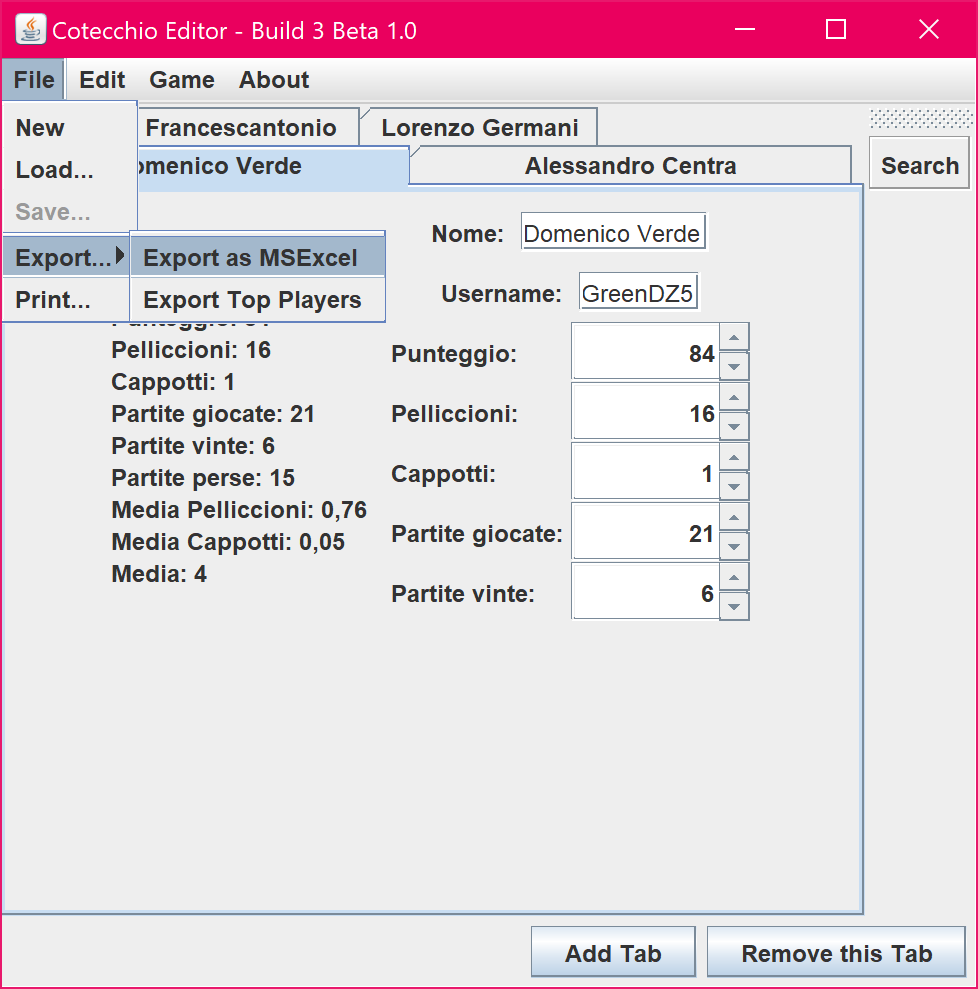 Cotecchio Editor - Build 3 Beta 1.0
File Edit Game About
New
Load...
Save...
Export...
Print...
Export as MSExcel
Export Top Players
Francescantonio
Lorenzo Germani
omenico Verde
Alessandro Centra
Search
Nome: Domenico Verde
Username: GreenDZ5
Pelliccioni: 16
Cappotti: 1
Partite giocate: 21
Partite vinte: 6
Partite perse: 15
Media Pelliccioni: 0,76
Media Cappotti: 0,05
Media: 4
Punteggio: 84
Pelliccioni: 16
Cappotti: 1
Partite giocate: 21
Partite vinte: 6
Add Tab
Remove this Tab